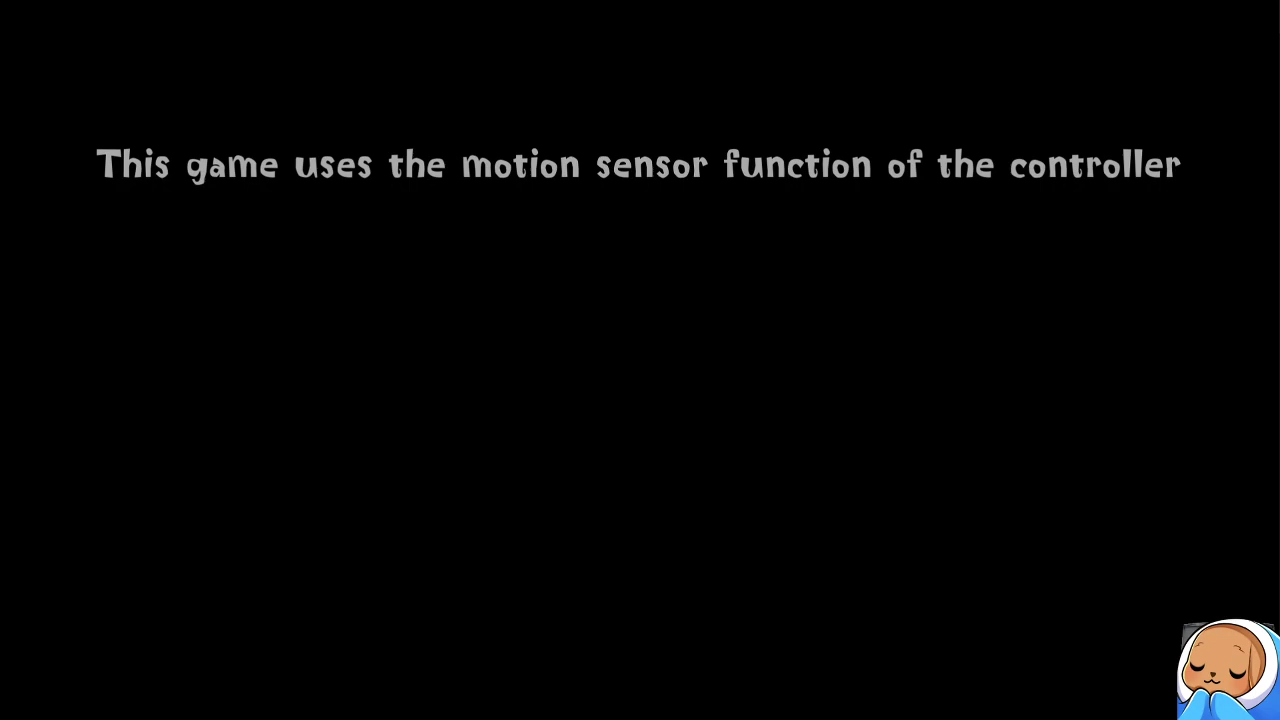 This game uses the motion sensor function of the controller